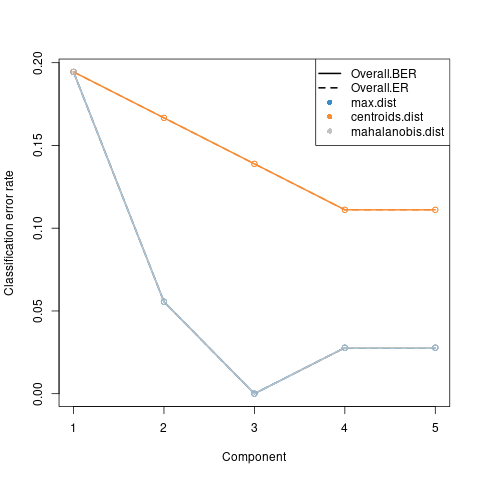 Overall.BER
Overall.ER
max.dist
centroids.dist
mahalanobis.dist
Classification error rate
0.20
0.15
0.10
0.05
0.00
1 2 3 4 5
Component